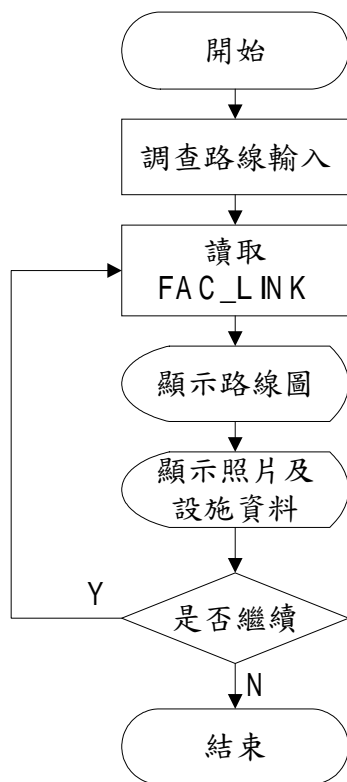 開始
調查路線輸入
讀取
FAC_LINK
顯示路線圖
顯示照片及
設施資料
是否繼續
Y
N
結束